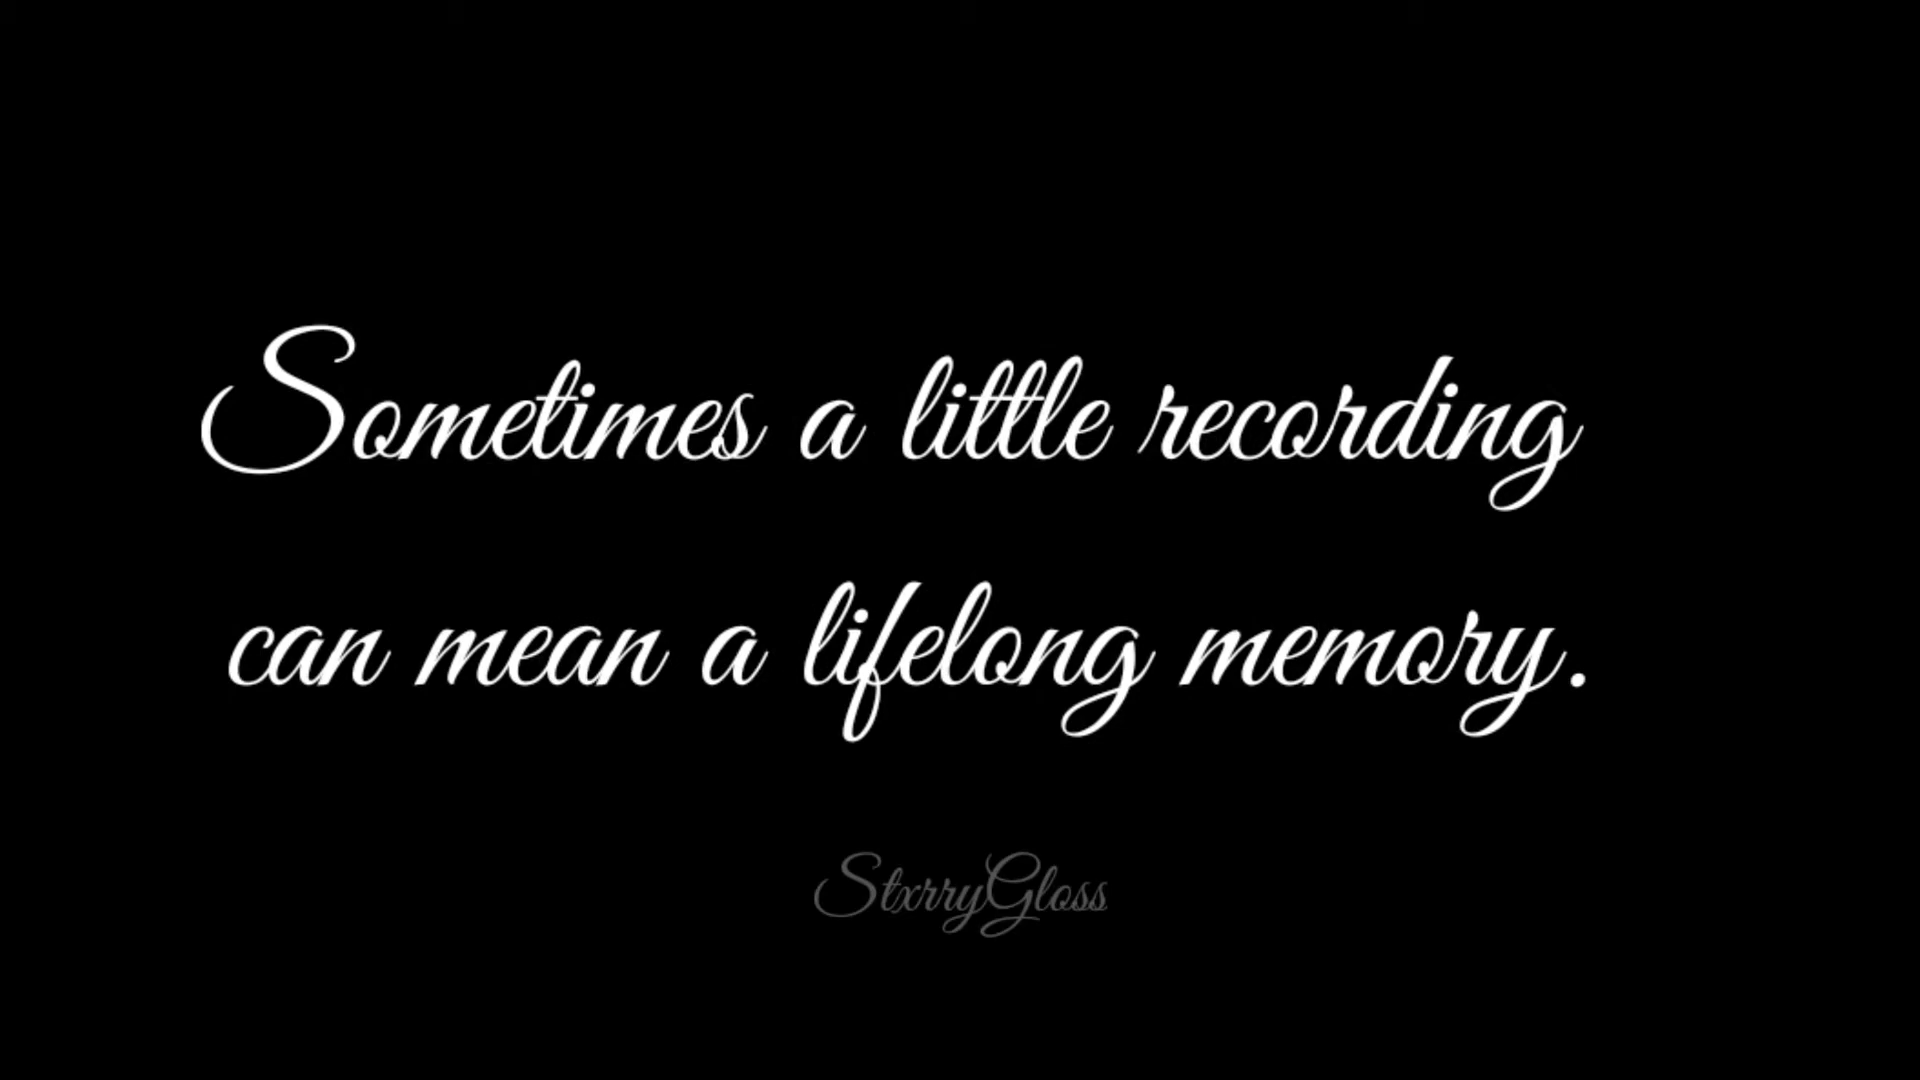 Sometimes a little recording
can mean a lifelong memory.
StxrryGloss